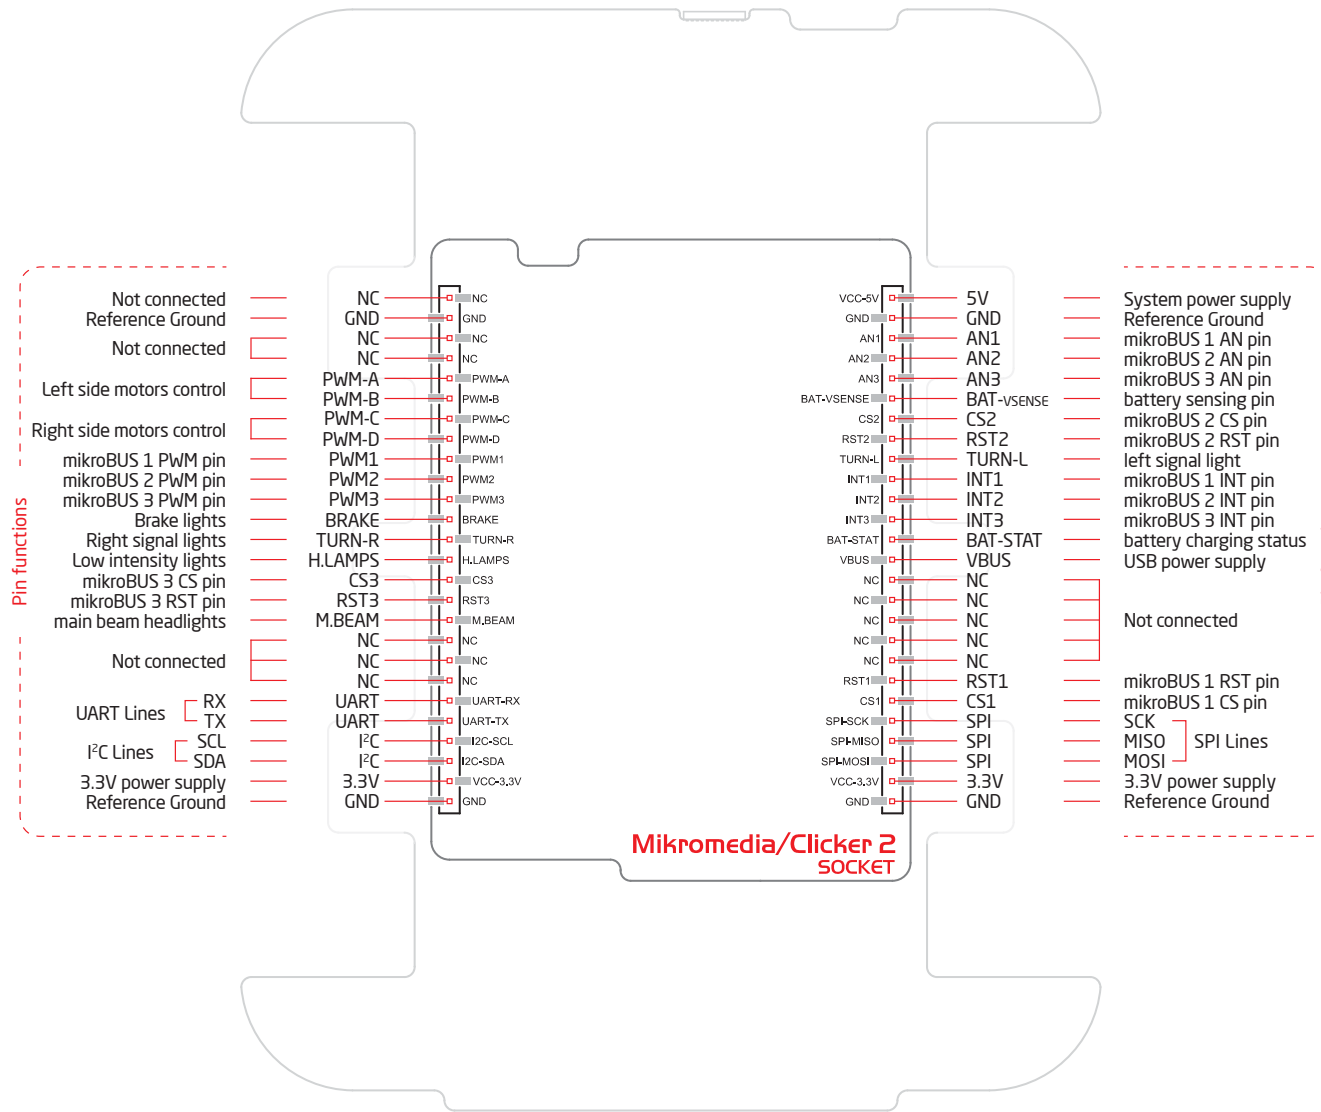 Not connected NC NC VCC-5V 5V System power supply
Reference Ground GND GND GND GND Reference Ground
NC NC AN1 AN1 mikroBUS 1 AN pin
Not connected
NC NC AN2 AN2 mikroBUS 2 AN pin
PWM-A PWM-A AN3 AN3 mikroBUS 3 AN pin
Left side motors control
PWM-B PWM-B BAT-VSENSE BAT-VSENSE battery sensing pin
PWM-C PWM-C CS2 CS2 mikroBUS 2 CS pin
Right side motors control
PWM-D PWM-D RST2 RST2 mikroBUS 2 RST pin
mikroBUS 1 PWM pin PWM1 PWM1 TURN-L TURN-L left signal light
mikroBUS 2 PWM pin PWM2 PWM2 INT1 INT1 mikroBUS 1 INT pin
mikroBUS 3 PWM pin PWM3 PWM3 INT2 INT2 mikroBUS 2 INT pin
Brake lights BRAKE BRAKE INT3 INT3 mikroBUS 3 INT pin
Right signal lights TURN-R TURN-R BAT-STAT BAT-STAT battery charging status
Low intensity lights H.LAMPS H.LAMPS VBUS VBUS USB power supply
Pin functions
mikroBUS 3 CS pin CS3 CS3 NC NC
mikroBUS 3 RST pin RST3 RST3 NC NC
main beam headlights M.BEAM M.BEAM NC NC Not connected
NC NC NC NC
Not connected NC NC NC NC
NC NC RST1 RST1 mikroBUS 1 RST pin
RX UART UART-RX CS1 CS1 mikroBUS 1 CS pin
UART Lines
TX UART UART-TX SPI-SCK SPI SCK
SCL I²C I2C-SCL SPI-MISO SPI MISO SPI Lines
I²C Lines
SDA I²C I2C-SDA SPI-MOSI SPI MOSI
3.3V power supply 3.3V VCC-3.3V VCC-3.3V 3.3V 3.3V power supply
Reference Ground GND GND GND GND Reference Ground
Mikromedia/Clicker 2
SOCKET